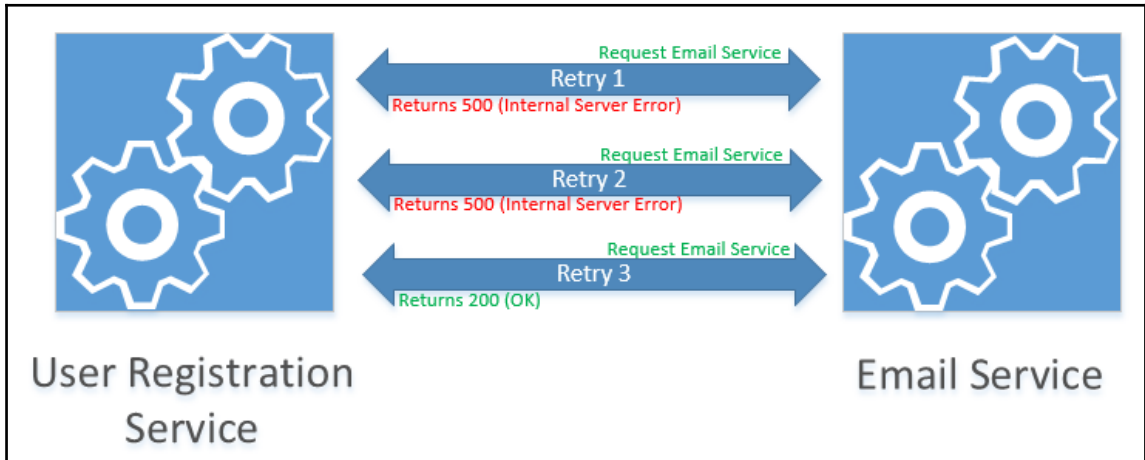 Request Email Service
Retry 1
Returns 500 (Internal Server Error)
Request Email Service
Retry 2
Returns 500 (Internal Server Error)
Request Email Service
Retry 3
Returns 200 (OK)
User Registration
Service
Email Service